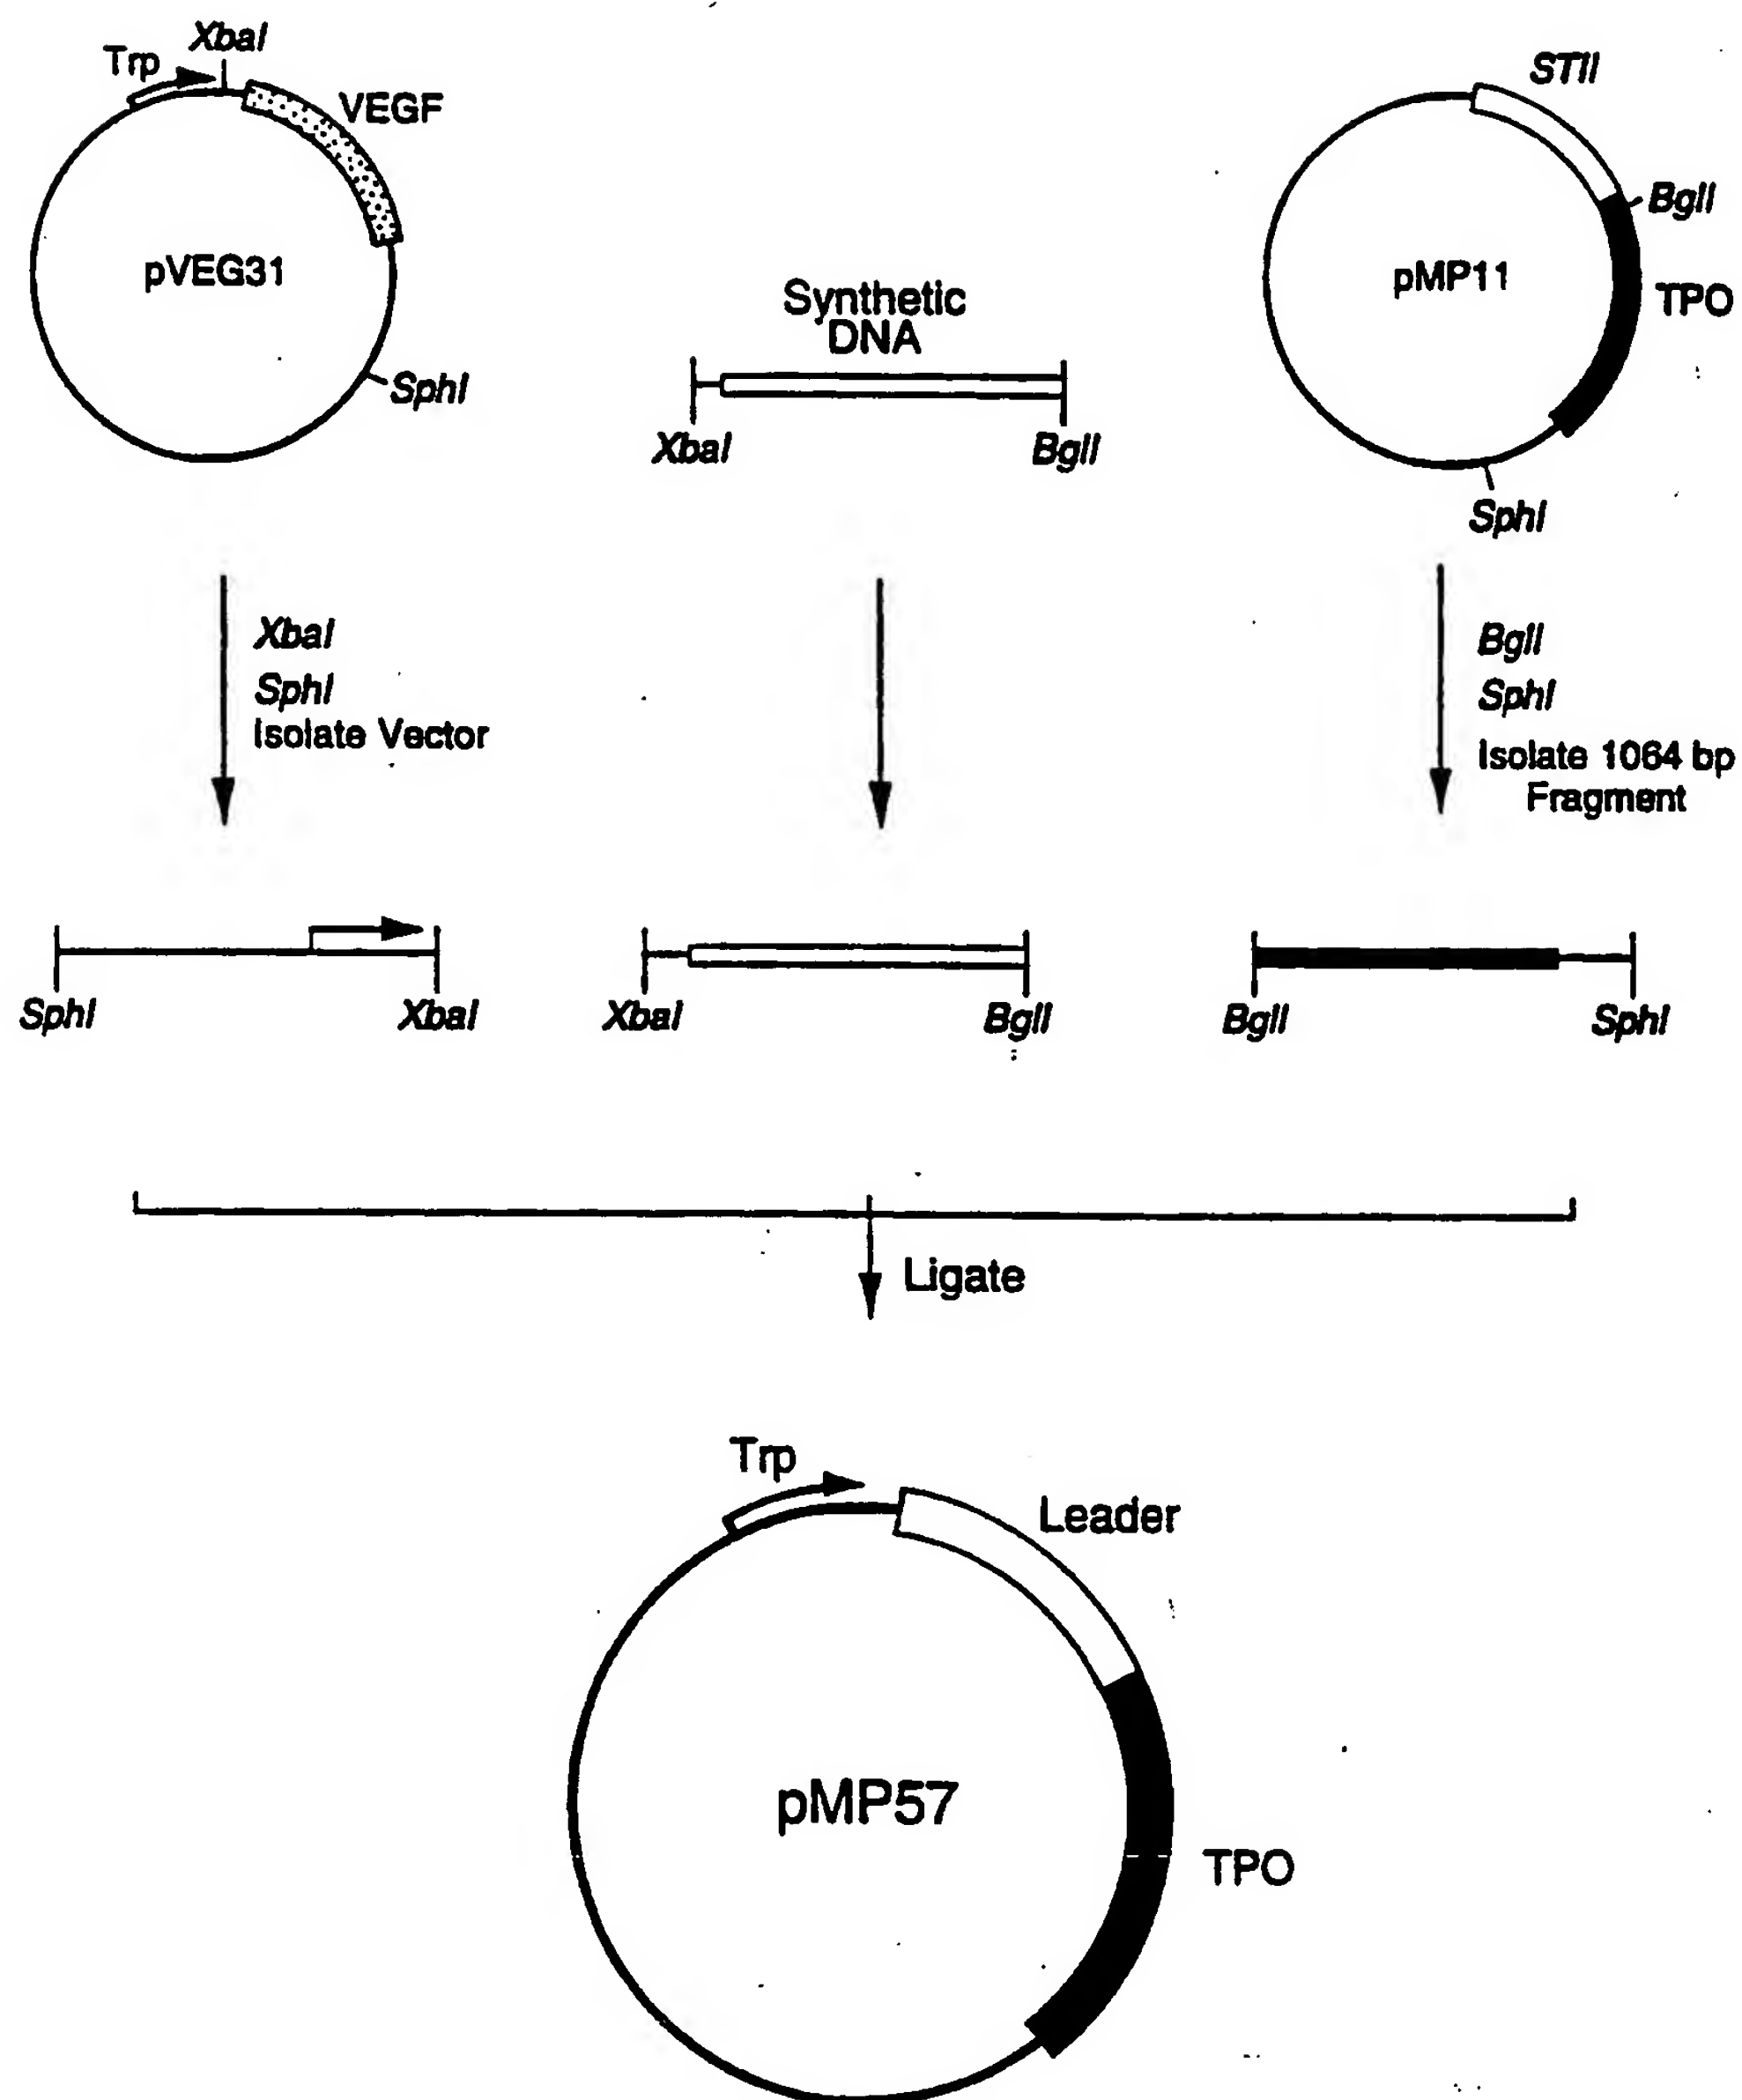 XbaI
Trp
VEGF
pVEG31
SphI
Synthetic
DNA
XbaI
BglI
STII
BglI
pMP11
TPO
SphI
XbaI
SphI
Isolate Vector
BglI
SphI
Isolate 1064 bp
Fragment
SphI
XbaI
XbaI
BglI
BglI
SphI
Ligate
Trp
Leader
pMP57
TPO